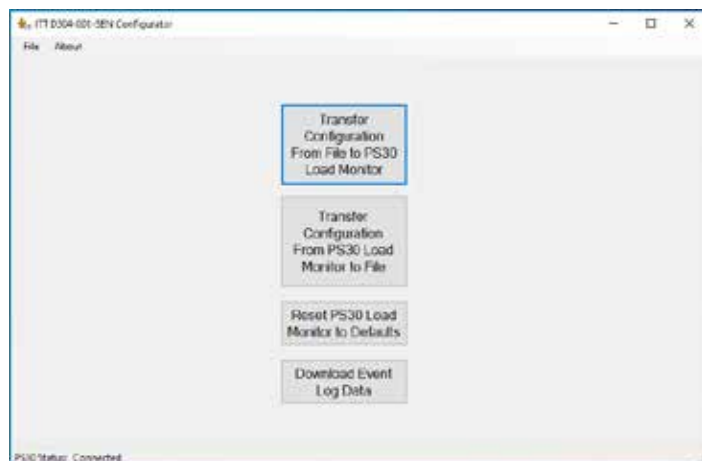 ITT D304-001-SEN Configurator
File About
Transfer
Configuration
From File to PS30
Load Monitor
Transfer
Configuration
From PS30 Load
Monitor to File
Reset PS30 Load
Monitor to Defaults
Download Event
Log Data
PS30 Status: Connected